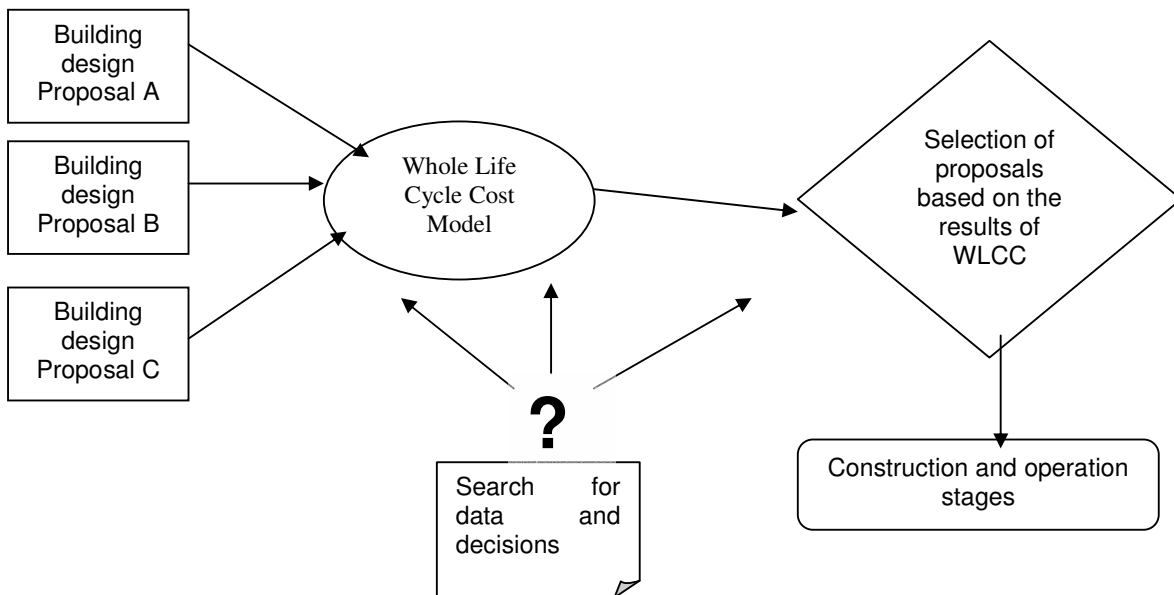 Building
design
Proposal A
Building
design
Proposal B
Building
design
Proposal C
Whole Life
Cycle Cost
Model
Selection of
proposals
based on the
results of
WLCC
?
Search for
data and
decisions
Construction and operation
stages